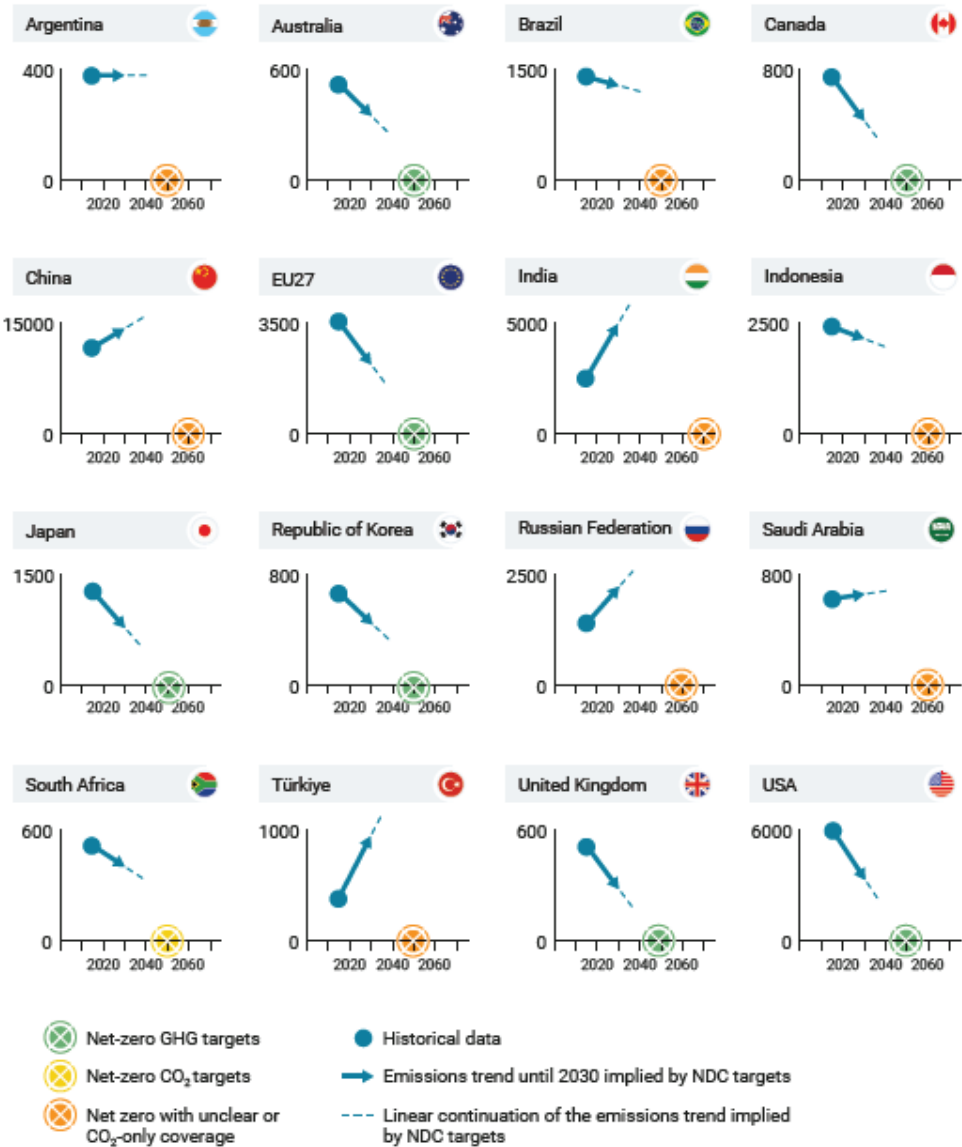 Argentina
Australia
Brazil
Canada
400
600
1500
800
0
0
0
0
2020 2040 2060
2020 2040 2060
2020 2040 2060
2020 2040 2060
China
EU27
India
Indonesia
15000
3500
5000
2500
0
0
0
0
2020 2040 2060
2020 2040 2060
2020 2040 2060
2020 2040 2060
Japan
Republic of Korea
Russian Federation
Saudi Arabia
1500
800
2500
800
0
0
0
0
2020 2040 2060
2020 2040 2060
2020 2040 2060
2020 2040 2060
South Africa
Türkiye
United Kingdom
USA
600
1000
600
6000
0
0
0
0
2020 2040 2060
2020 2040 2060
2020 2040 2060
2020 2040 2060
Net-zero GHG targets
Historical data
Net-zero CO₂ targets
Emissions trend until 2030 implied by NDC targets
Net zero with unclear or
CO₂-only coverage
Linear continuation of the emissions trend implied
by NDC targets